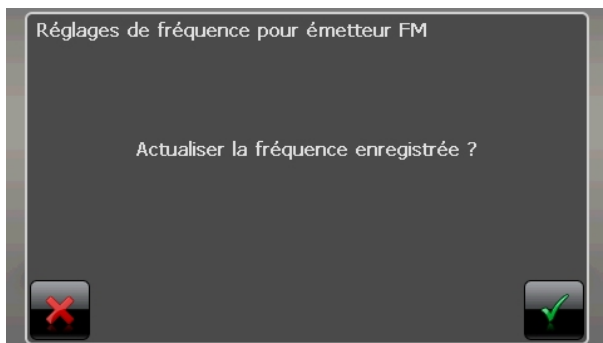 Réglages de fréquence pour émetteur FM
Actualiser la fréquence enregistrée ?